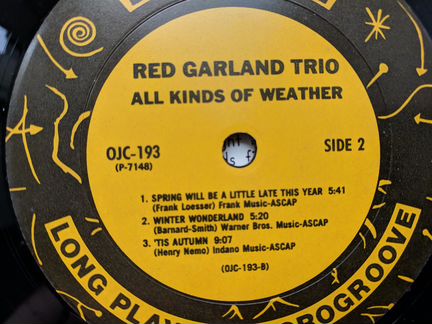 RED GARLAND TRIO
ALL KINDS OF WEATHER
OJC-193
(P-7148)
SIDE 2
1. SPRING WILL BE A LITTLE LATE THIS YEAR 5:41
(Frank Loesser) Frank Music-ASCAP
2. WINTER WONDERLAND 5:20
(Barnard-Smith) Warner Bros. Music-ASCAP
3. 'TIS AUTUMN 9:07
(Henry Nemo) Indano Music-ASCAP
(OJC-193-B)
LONG PLAY
ROGROOVE